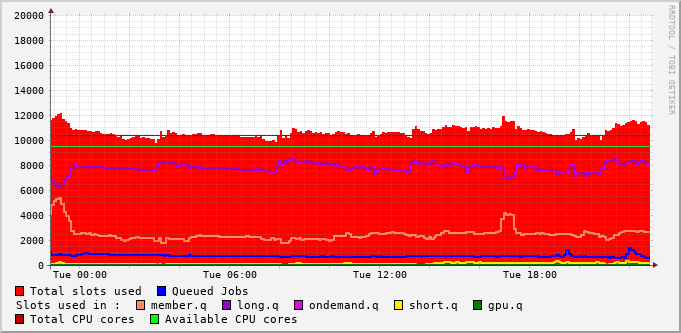 20000
18000
16000
14000
12000
10000
8000
6000
4000
2000
0
Tue 00:00 Tue 06:00 Tue 12:00 Tue 18:00
RRDTOOL / TOBI OETIKER
Total slots used Queued Jobs
Slots used in : member.q long.q ondemand.q short.q gpu.q
Total CPU cores Available CPU cores